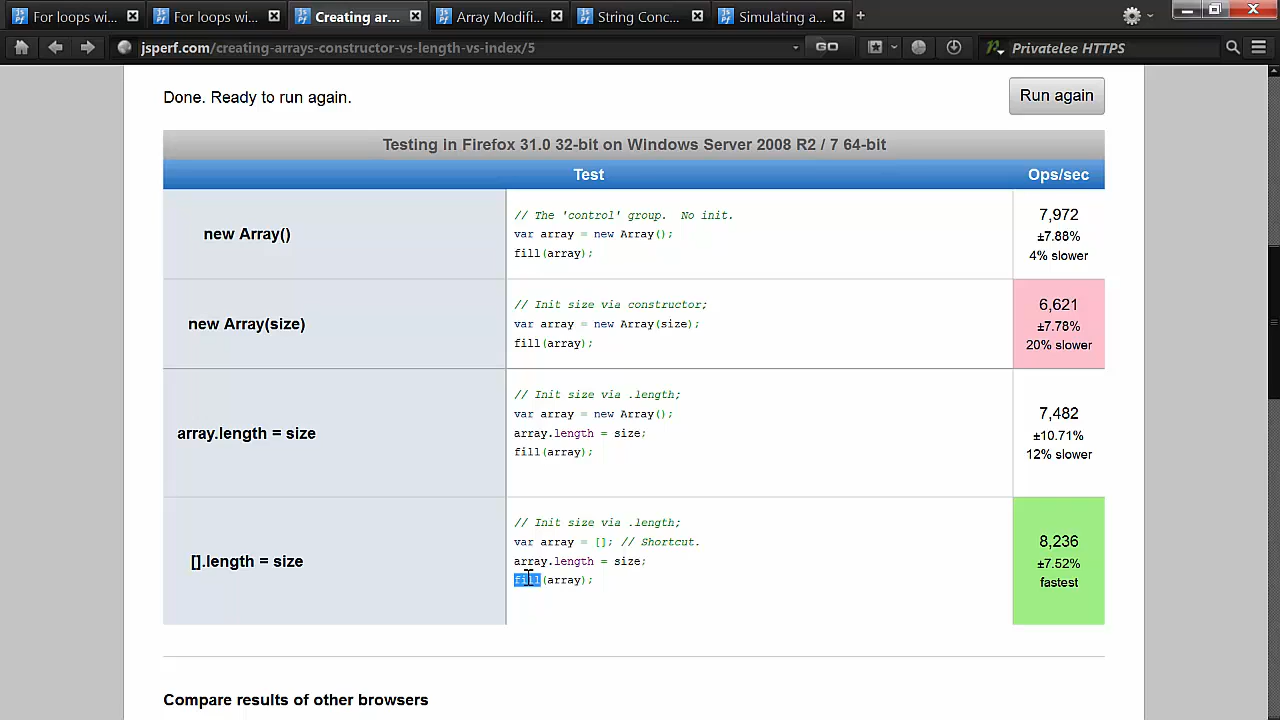 For loops wi...
For loops wi...
Creating ar...
Array Modifi...
String Conc...
Simulating a...
jsperf.com/creating-arrays-constructor-vs-length-vs-index/5
GO
Privatelee HTTPS
Done. Ready to run again.
Run again
Testing in Firefox 31.0 32-bit on Windows Server 2008 R2 / 7 64-bit
Test
Ops/sec
new Array()
// The 'control' group.  No init.
var array = new Array();
fill(array);
7,972
±7.88%
4% slower
new Array(size)
// Init size via constructor;
var array = new Array(size);
fill(array);
6,621
±7.78%
20% slower
array.length = size
// Init size via .length;
var array = new Array();
array.length = size;
fill(array);
7,482
±10.71%
12% slower
[].length = size
// Init size via .length;
var array = []; // Shortcut.
array.length = size;
fill(array);
8,236
±7.52%
fastest
Compare results of other browsers